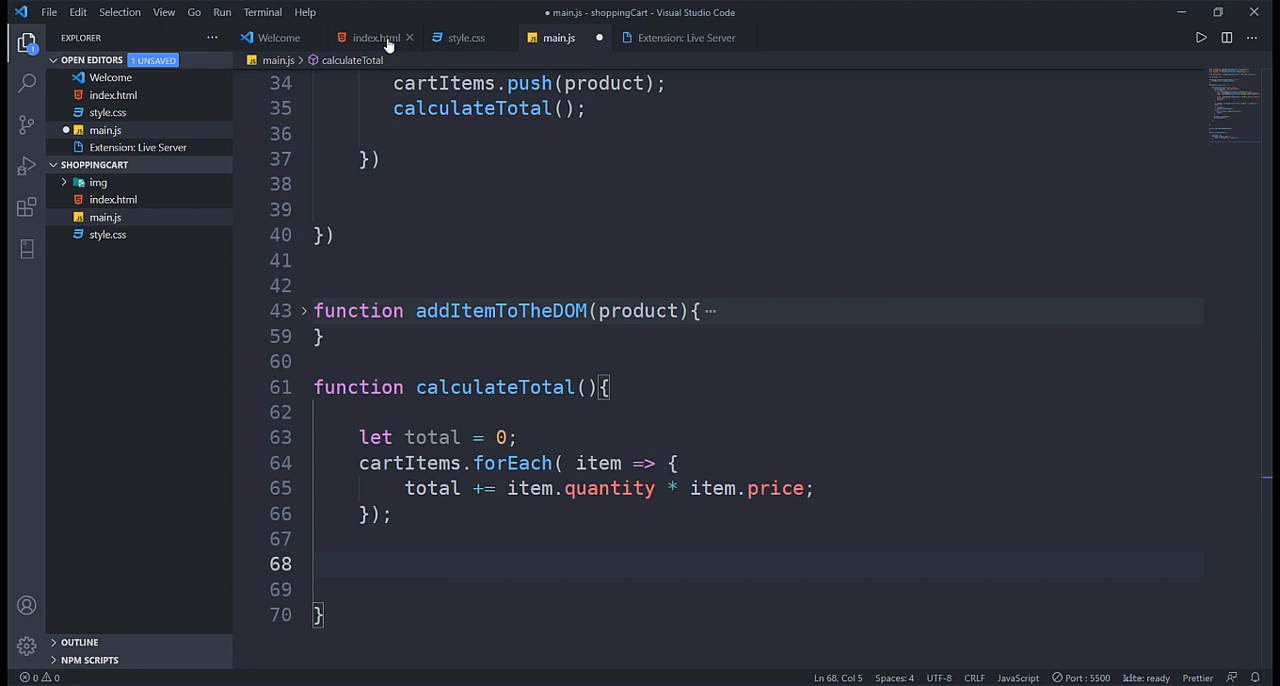 File Edit Selection View Go Run Terminal Help
● main.js - shoppingCart - Visual Studio Code
EXPLORER
OPEN EDITORS 1 UNSAVED
Welcome
index.html
style.css
main.js
Extension: Live Server
SHOPPINGCART
img
index.html
main.js
style.css
OUTLINE
NPM SCRIPTS
1
Welcome index.html style.css main.js Extension: Live Server
main.js > calculateTotal
34 cartItems.push(product);
35 calculateTotal();
36
37 })
38
39
40 })
41
42
43 function addItemToTheDOM(product){ ⋯
59 }
60
61 function calculateTotal(){
62
63 let total = 0;
64 cartItems.forEach( item => {
65 total += item.quantity * item.price;
66 });
67
68
69
70 }
0 0 Ln 68, Col 5 Spaces: 4 UTF-8 CRLF JavaScript Port : 5500 kite: ready Prettier